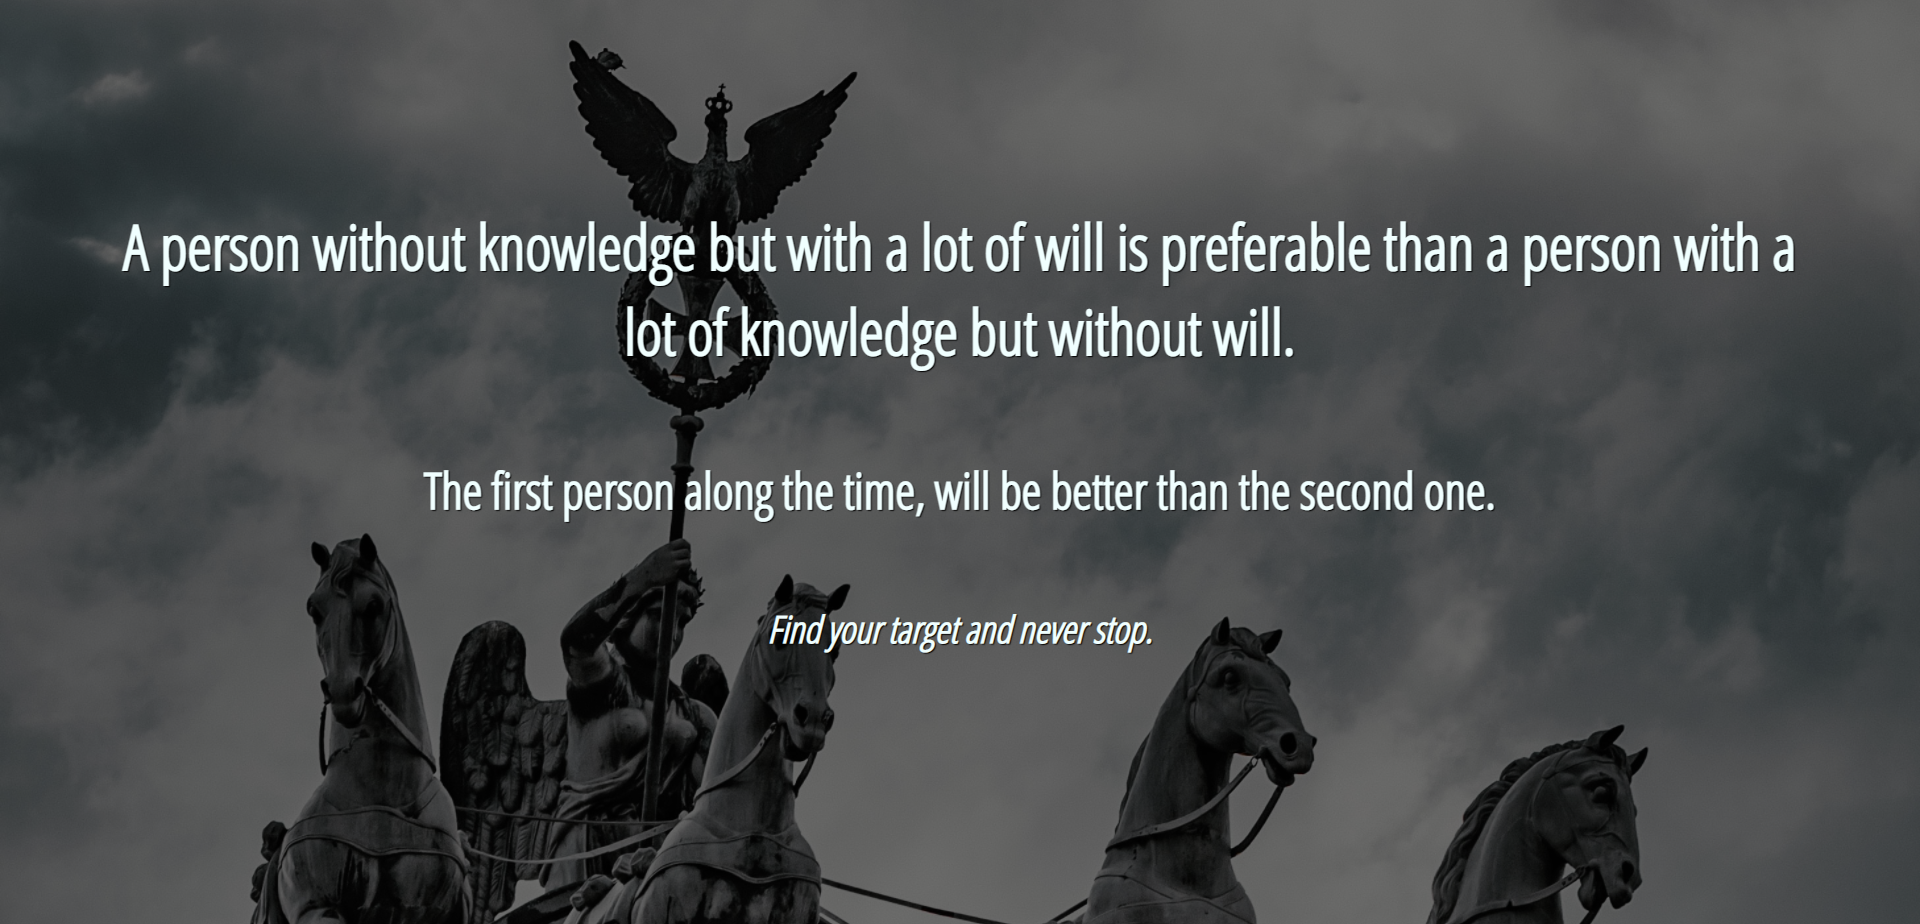 A person without knowledge but with a lot of will is preferable than a person with a
lot of knowledge but without will.
The first person along the time, will be better than the second one.
Find your target and never stop.